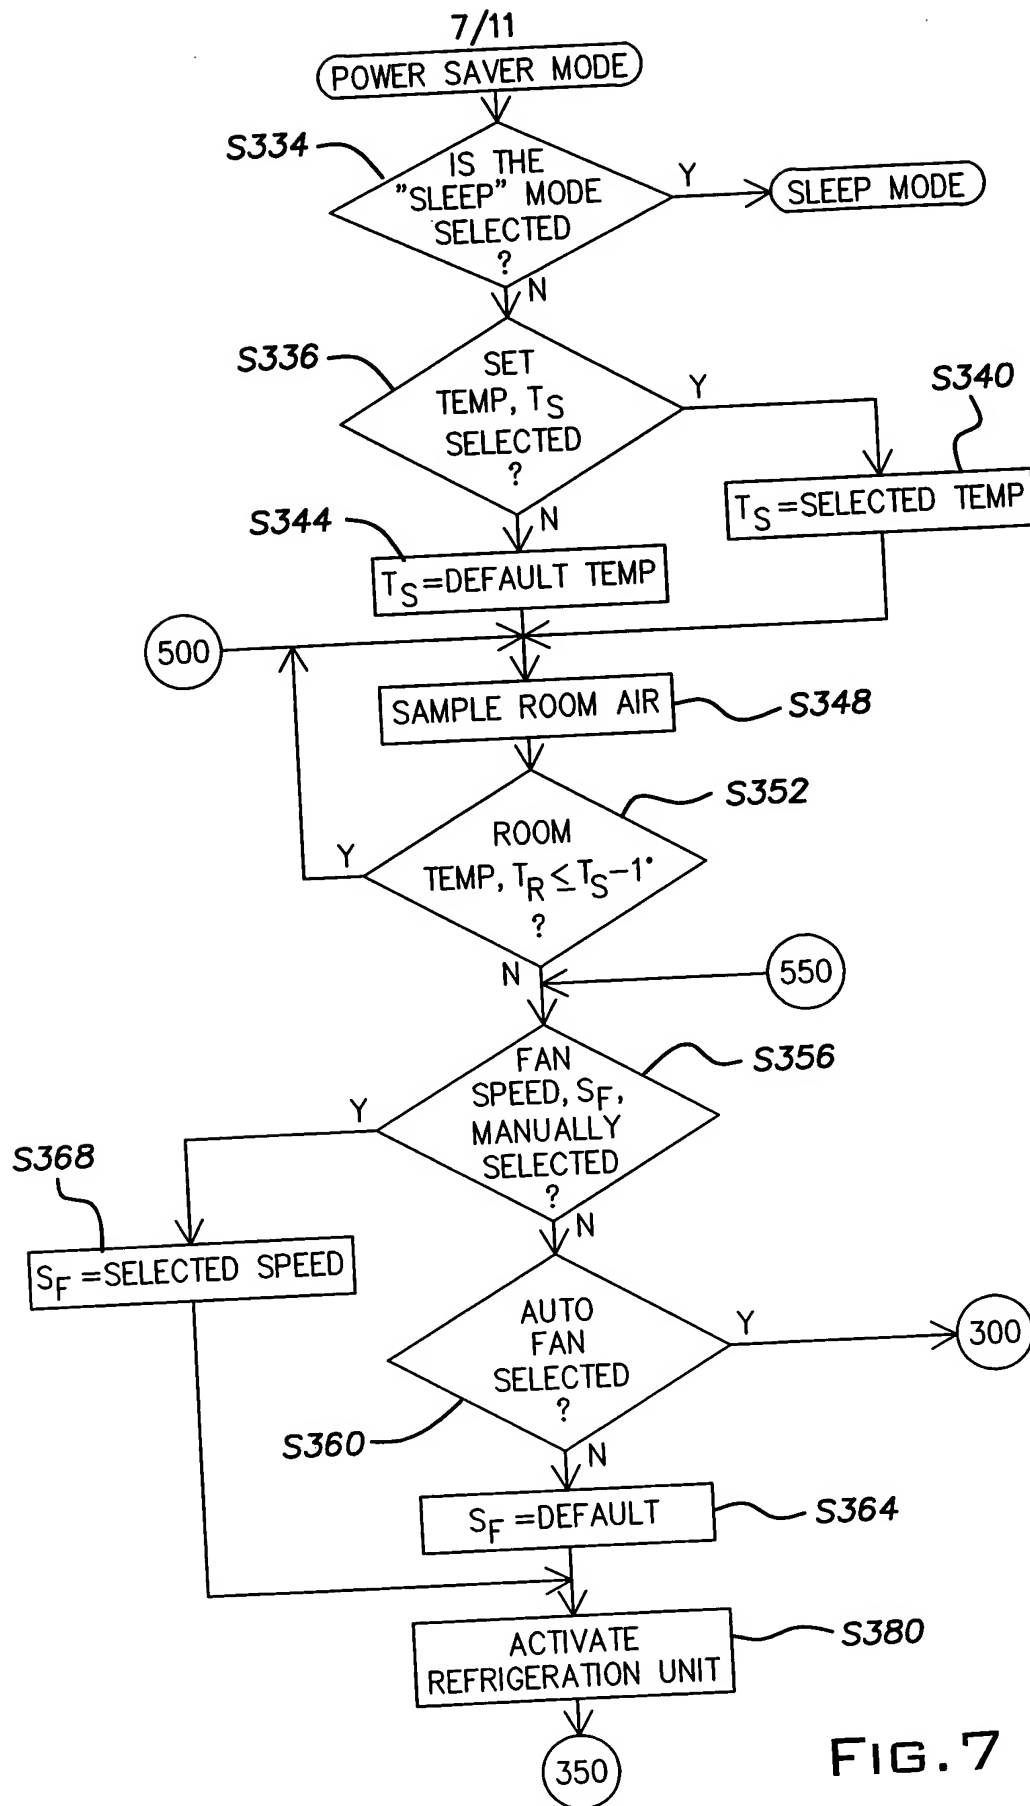 7/11
POWER SAVER MODE
S334
IS THE
"SLEEP" MODE
SELECTED
?
Y
SLEEP MODE
N
S336
SET
TEMP, TS
SELECTED
?
Y
S340
TS=SELECTED TEMP
N
S344
TS=DEFAULT TEMP
500
SAMPLE ROOM AIR
S348
S352
ROOM
TEMP, TR≤TS-1°
?
Y
N
550
S356
FAN
SPEED, SF,
MANUALLY
SELECTED
?
Y
S368
SF=SELECTED SPEED
N
AUTO
FAN
SELECTED
?
Y
300
S360
N
SF=DEFAULT
S364
ACTIVATE
REFRIGERATION UNIT
S380
350
FIG. 7